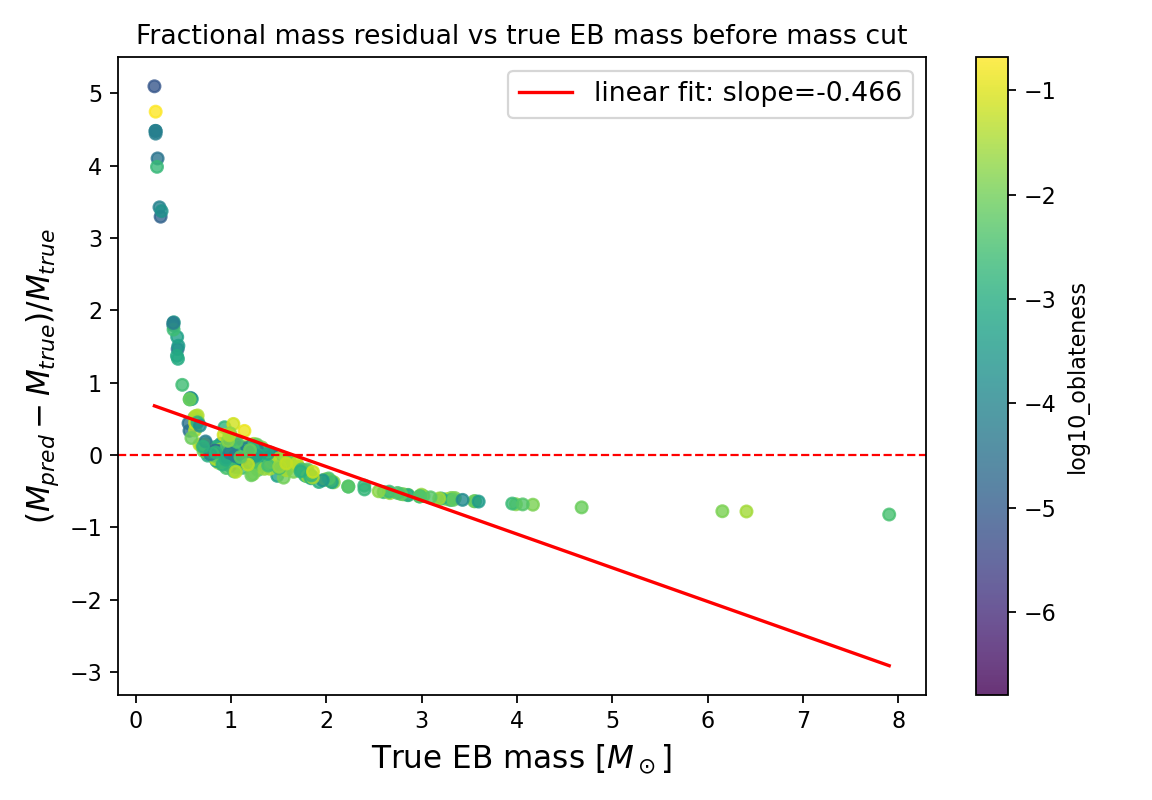 Fractional mass residual vs true EB mass before mass cut
linear fit: slope=-0.466
5
4
3
2
1
0
−1
−2
−3
(M_pred − M_true)/M_true
0 1 2 3 4 5 6 7 8
True EB mass [M_⊙]
−1
−2
−3
−4
−5
−6
log10_oblateness